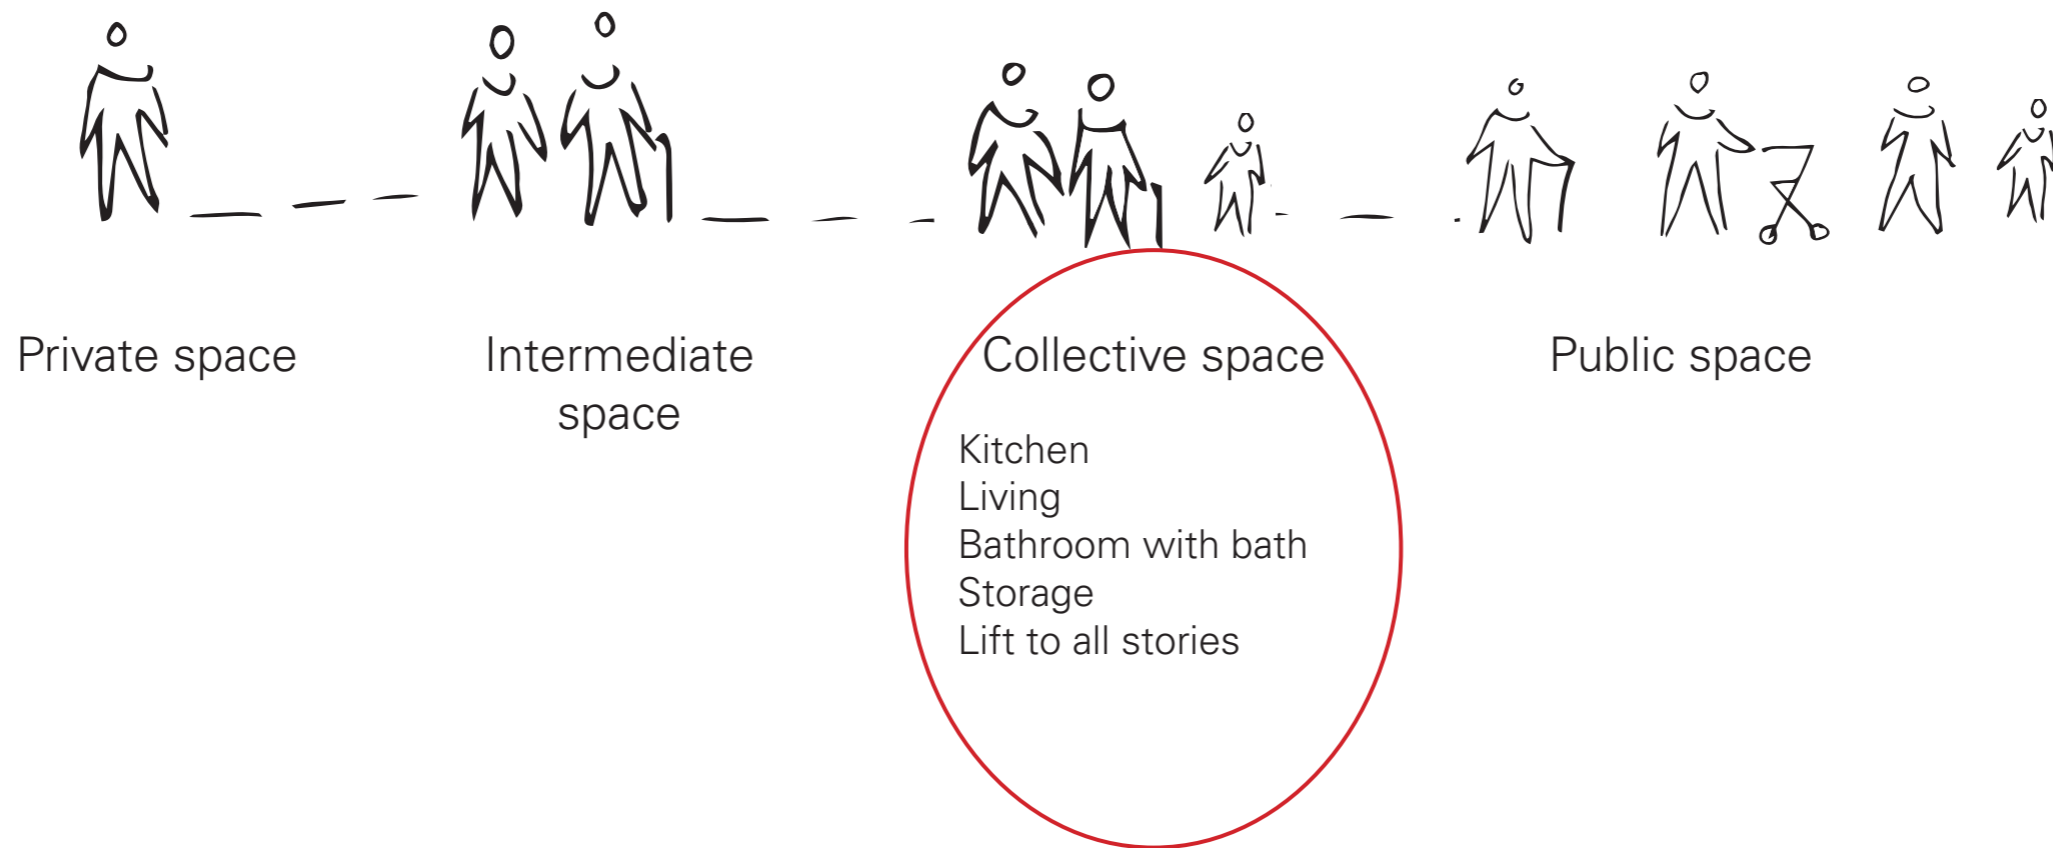 Private space
Intermediate
space
Collective space
Public space
Kitchen
Living
Bathroom with bath
Storage
Lift to all stories